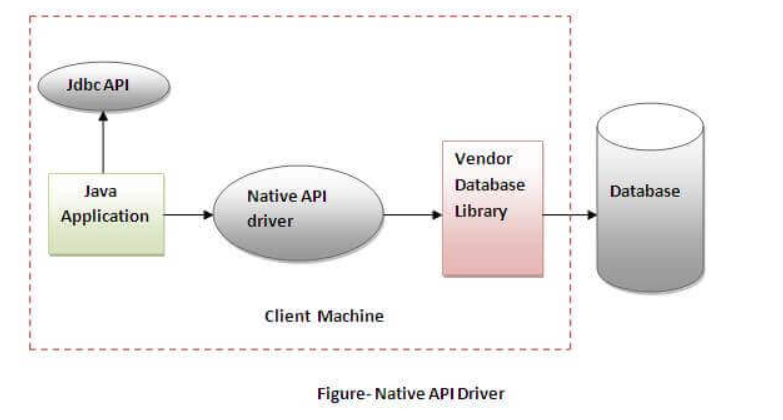 Jdbc API
Java
Application
Native API
driver
Vendor
Database
Library
Database
Client Machine
Figure- Native API Driver